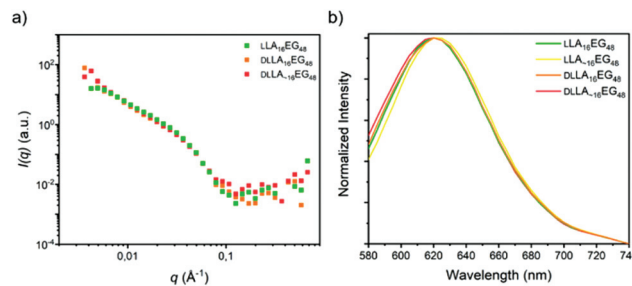 a)
b)
LLA16EG48
DLLA16EG48
DLLA~16EG48
LLA16EG48
LLA~16EG48
DLLA16EG48
DLLA~16EG48
I(q) (a.u.)
10²
10⁰
10⁻²
10⁻⁴
0,01
0,1
q (Å⁻¹)
Normalized Intensity
580
600
620
640
660
680
700
720
74
Wavelength (nm)